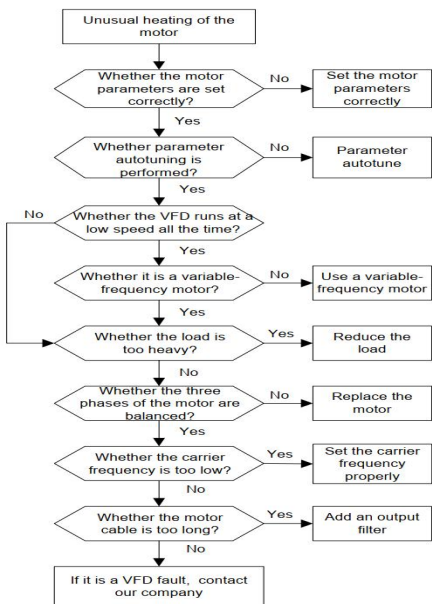 Unusual heating of the
motor
Whether the motor
parameters are set
correctly?
No
Set the motor
parameters
correctly
Yes
Whether parameter
autotuning is
performed?
No
Parameter
autotune
Yes
No
Whether the VFD runs at a
low speed all the time?
Yes
Whether it is a variable-
frequency motor?
No
Use a variable-
frequency motor
Yes
Whether the load is
too heavy?
Yes
Reduce the
load
No
Whether the three
phases of the motor are
balanced?
No
Replace the
motor
Yes
Whether the carrier
frequency is too low?
Yes
Set the carrier
frequency
properly
No
Whether the motor
cable is too long?
Yes
Add an output
filter
No
If it is a VFD fault, contact
our company